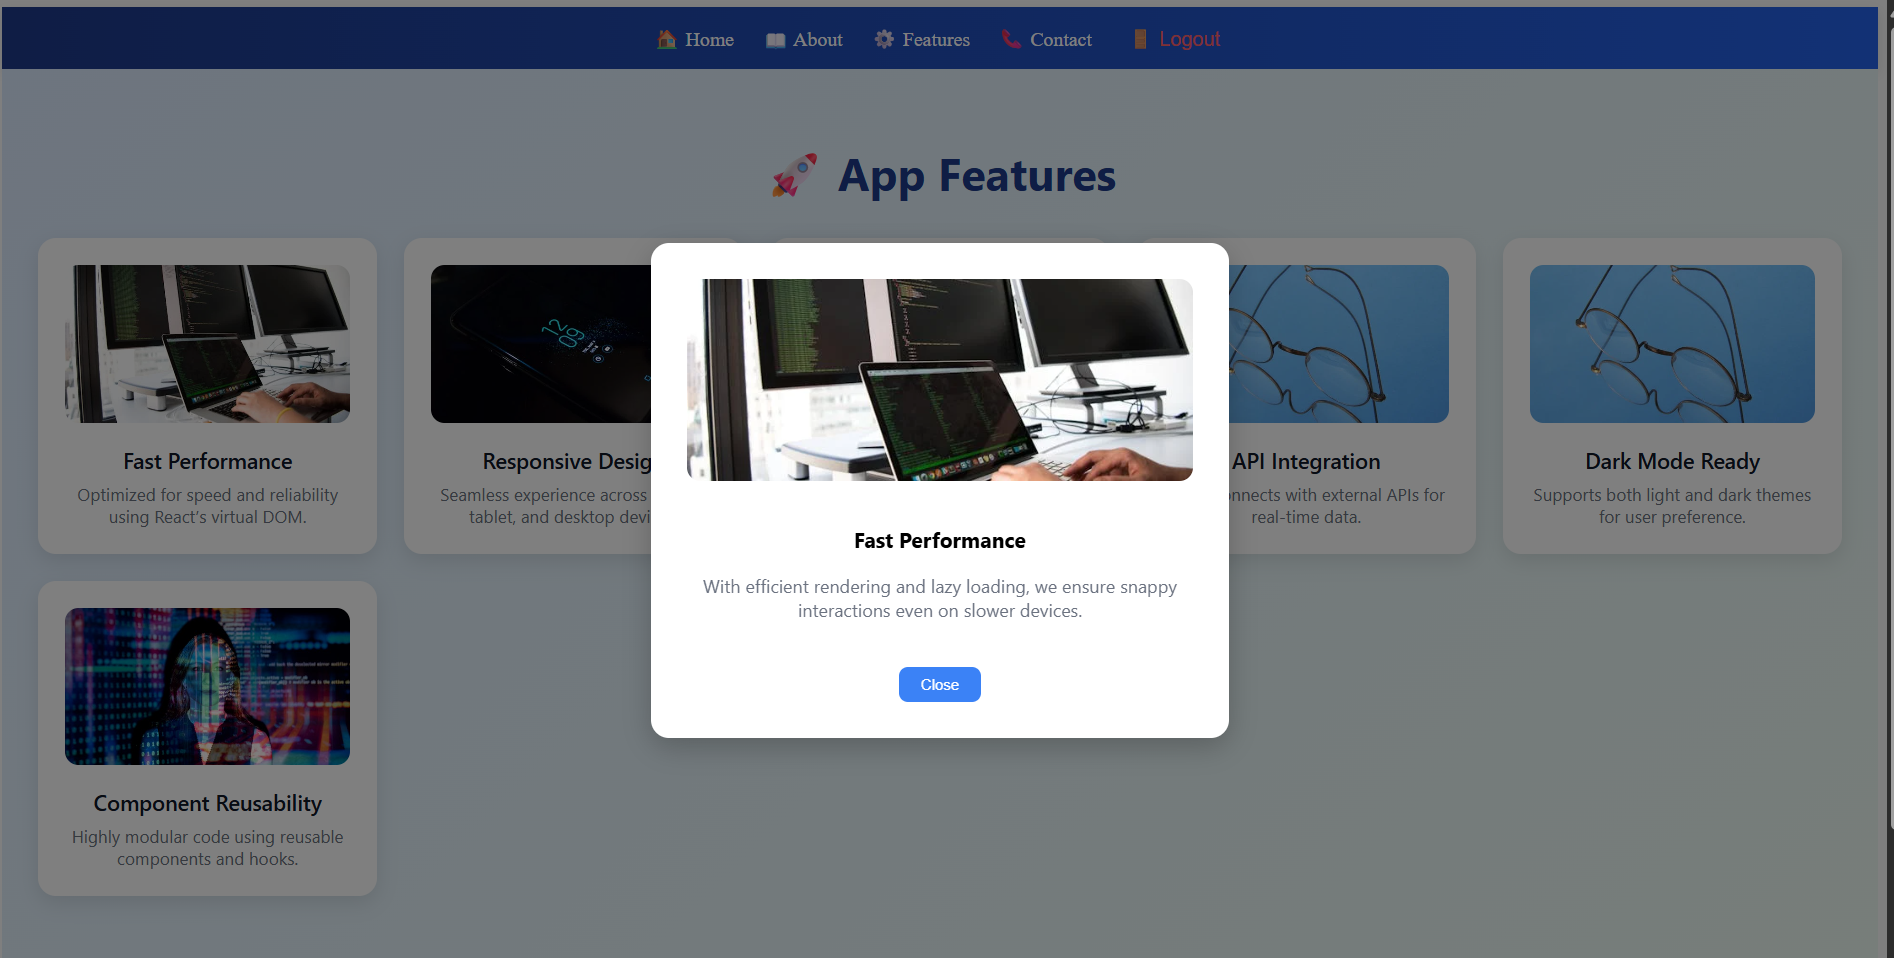 Home About Features Contact Logout
App Features
12
09
Fast Performance
Optimized for speed and reliability
using React's virtual DOM.
Responsive Desig
Seamless experience across
tablet, and desktop devi
Fast Performance
With efficient rendering and lazy loading, we ensure snappy
interactions even on slower devices.
Close
API Integration
nnects with external APIs for
real-time data.
Dark Mode Ready
Supports both light and dark themes
for user preference.
Component Reusability
Highly modular code using reusable
components and hooks.